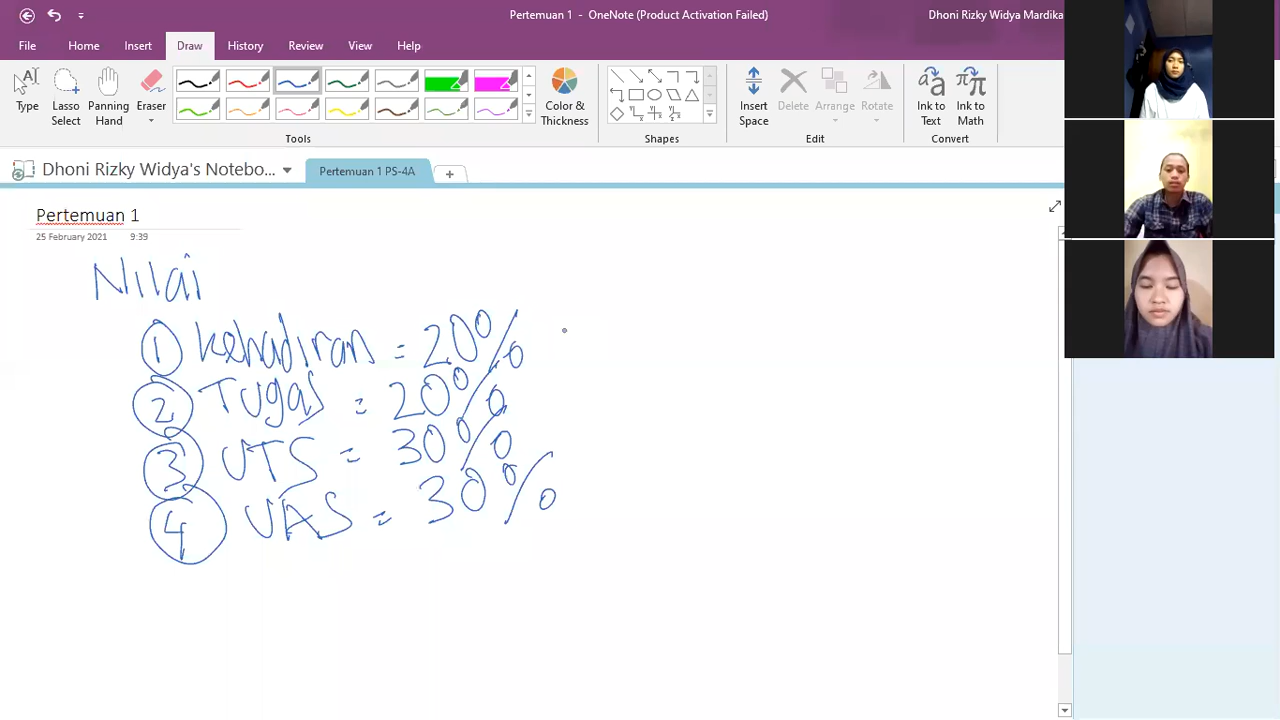 Pertemuan 1 - OneNote (Product Activation Failed)
Dhoni Rizky Widya Mardika
File Home Insert Draw History Review View Help
Type
Lasso Select
Panning Hand
Eraser
Color & Thickness
Insert Space
Delete
Arrange
Rotate
Ink to Text
Ink to Math
Tools
Shapes
Edit
Convert
Dhoni Rizky Widya's Notebo...
Pertemuan 1 PS-4A
Pertemuan 1
25 February 2021 9:39
Nilai
1 kehadiran = 20%
2 Tugas = 20%
3 UTS = 30%
4 UAS = 30%